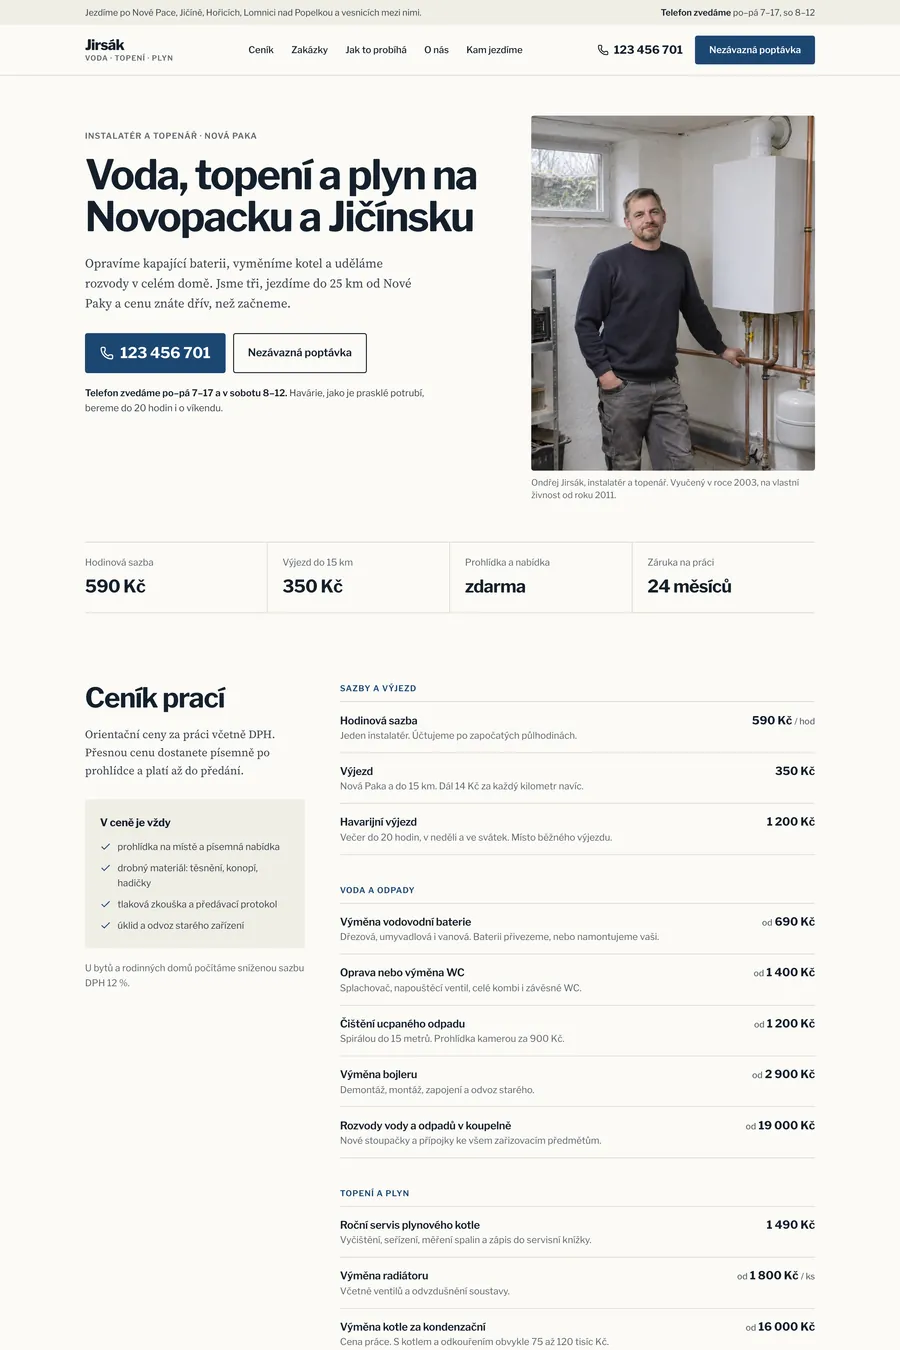 Jezdíme po Nové Pace, Jičíně, Hořicích, Lomnici nad Popelkou a vesnicích mezi nimi.
Telefon zvedáme po–pá 7–17, so 8–12
Jirsák
VODA · TOPENÍ · PLYN
Ceník
Zakázky
Jak to probíhá
O nás
Kam jezdíme
123 456 701
Nezávazná poptávka
INSTALATÉR A TOPENÁŘ · NOVÁ PAKA
Voda, topení a plyn na
Novopacku a Jičínsku
Opravíme kapající baterii, vyměníme kotel a uděláme
rozvody v celém domě. Jsme tři, jezdíme do 25 km od Nové
Paky a cenu znáte dřív, než začneme.
123 456 701
Nezávazná poptávka
Telefon zvedáme po–pá 7–17 a v sobotu 8–12. Havárie, jako je prasklé potrubí,
bereme do 20 hodin i o víkendu.
Ondřej Jirsák, instalatér a topenář. Vyučený v roce 2003, na vlastní
živnost od roku 2011.
Hodinová sazba
590 Kč
Výjezd do 15 km
350 Kč
Prohlídka a nabídka
zdarma
Záruka na práci
24 měsíců
Ceník prací
Orientační ceny za práci včetně DPH.
Přesnou cenu dostanete písemně po
prohlídce a platí až do předání.
V ceně je vždy
prohlídka na místě a písemná nabídka
drobný materiál: těsnění, konopí,
hadičky
tlaková zkouška a předávací protokol
úklid a odvoz starého zařízení
U bytů a rodinných domů počítáme sníženou sazbu
DPH 12 %.
SAZBY A VÝJEZD
Hodinová sazba
590 Kč / hod
Jeden instalatér. Účtujeme po započatých půlhodinách.
Výjezd
350 Kč
Nová Paka a do 15 km. Dál 14 Kč za každý kilometr navíc.
Havarijní výjezd
1 200 Kč
Večer do 20 hodin, v neděli a ve svátek. Místo běžného výjezdu.
VODA A ODPADY
Výměna vodovodní baterie
od 690 Kč
Dřezová, umyvadlová i vanová. Baterii přivezeme, nebo namontujeme vaši.
Oprava nebo výměna WC
od 1 400 Kč
Splachovač, napouštěcí ventil, celé kombi i závěsné WC.
Čištění ucpaného odpadu
od 1 200 Kč
Spirálou do 15 metrů. Prohlídka kamerou za 900 Kč.
Výměna bojleru
od 2 900 Kč
Demontáž, montáž, zapojení a odvoz starého.
Rozvody vody a odpadů v koupelně
od 19 000 Kč
Nové stoupačky a přípojky ke všem zařizovacím předmětům.
TOPENÍ A PLYN
Roční servis plynového kotle
1 490 Kč
Vyčištění, seřízení, měření spalin a zápis do servisní knížky.
Výměna radiátoru
od 1 800 Kč / ks
Včetně ventilů a odvzdušnění soustavy.
Výměna kotle za kondenzační
od 16 000 Kč
Cena práce. S kotlem a odkouřením obvykle 75 až 120 tisíc Kč.